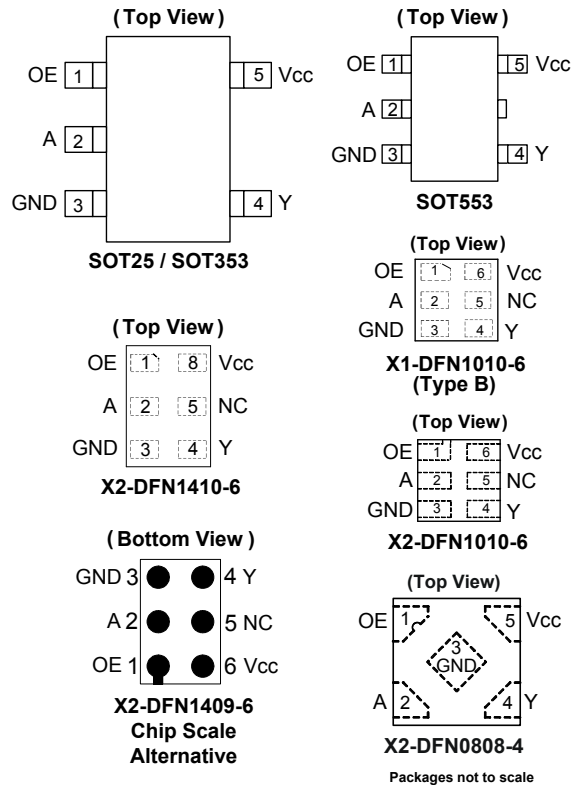 (Top View)
OE 1 5 Vcc
A 2
GND 3 4 Y
SOT25 / SOT353
(Top View)
OE 1 5 Vcc
A 2
GND 3 4 Y
SOT553
(Top View)
OE 1 6 Vcc
A 2 5 NC
GND 3 4 Y
X1-DFN1010-6
(Type B)
(Top View)
OE 1 8 Vcc
A 2 5 NC
GND 3 4 Y
X2-DFN1410-6
(Top View)
OE 1 6 Vcc
A 2 5 NC
GND 3 4 Y
X2-DFN1010-6
(Bottom View)
GND 3 4 Y
A 2 5 NC
OE 1 6 Vcc
X2-DFN1409-6
Chip Scale
Alternative
(Top View)
OE 1 5 Vcc
3
GND
A 2 4 Y
X2-DFN0808-4
Packages not to scale